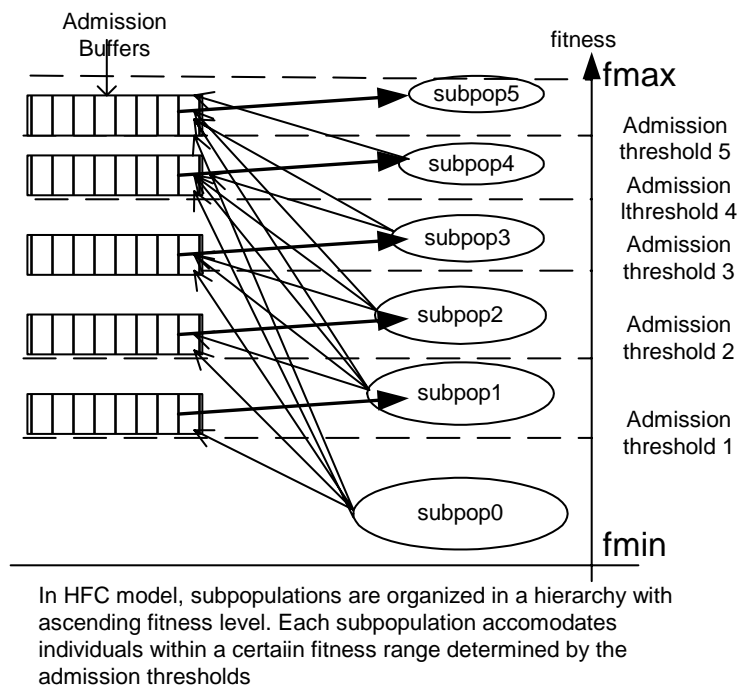 Admission
Buffers
fitness
fmax
subpop5
Admission
threshold 5
subpop4
Admission
lthreshold 4
subpop3
Admission
threshold 3
subpop2
Admission
threshold 2
subpop1
Admission
threshold 1
subpop0
fmin
In HFC model, subpopulations are organized in a hierarchy with
ascending fitness level. Each subpopulation accomodates
individuals within a certaiin fitness range determined by the
admission thresholds